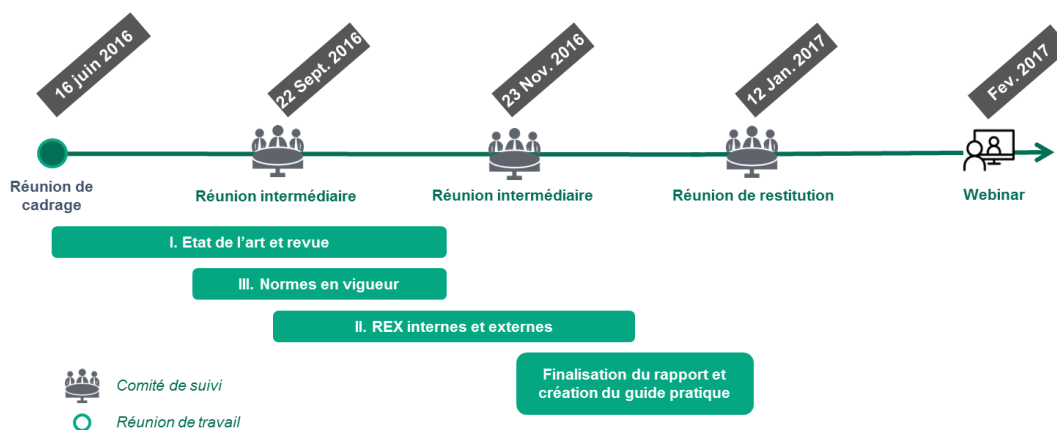 16 juin 2016
22 Sept. 2016
23 Nov. 2016
12 Jan. 2017
Fev. 2017
Réunion de
cadrage
Réunion intermédiaire
Réunion intermédiaire
Réunion de restitution
Webinar
I. Etat de l'art et revue
III. Normes en vigueur
II. REX internes et externes
Finalisation du rapport et
création du guide pratique
Comité de suivi
Réunion de travail